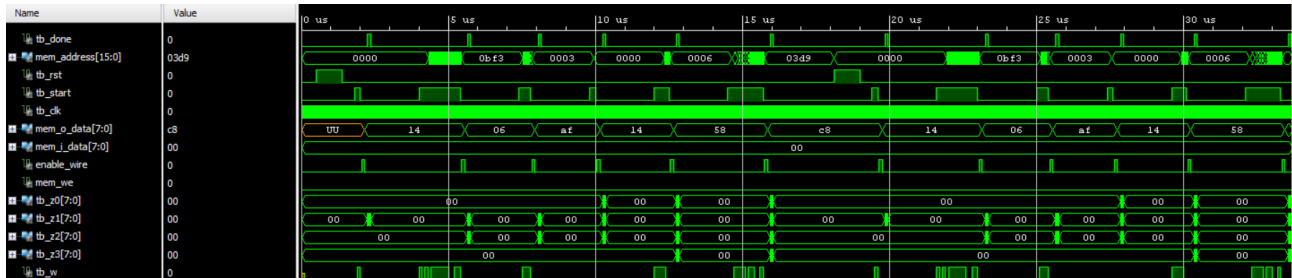 Name Value 0 us 5 us 10 us 15 us 20 us 25 us 30 us
tb_done 0
mem_address[15:0] 03d9 0000 0bf3 0003 0000 0006 03d9 0000 0bf3 0003 0000 0006
tb_rst 0
tb_start 0
tb_clk 0
mem_o_data[7:0] c8 UU 14 06 af 14 58 c8 14 06 af 14 58
mem_i_data[7:0] 00 00
enable_wire 0
mem_we 0
tb_z0[7:0] 00 00 00 00 00 00 00
tb_z1[7:0] 00 00 00 00 00 00 00 00 00 00 00 00 00
tb_z2[7:0] 00 00 00 00 00 00 00 00 00 00 00
tb_z3[7:0] 00 00 00 00 00
tb_w 0